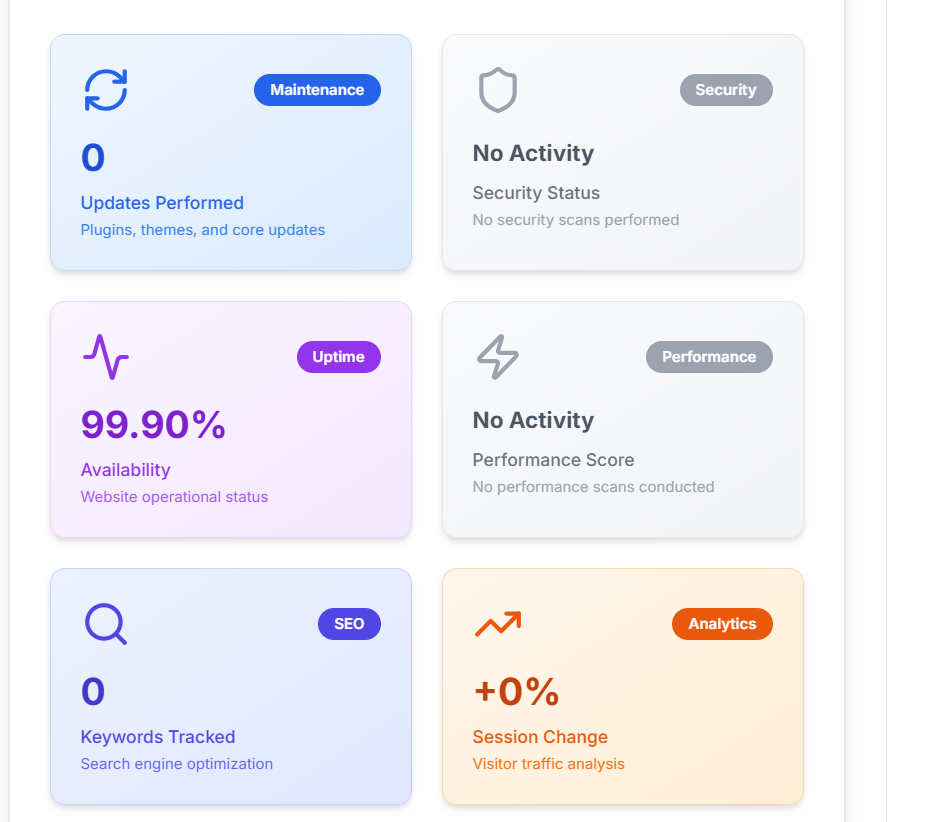 Maintenance
0
Updates Performed
Plugins, themes, and core updates
Security
No Activity
Security Status
No security scans performed
Uptime
99.90%
Availability
Website operational status
Performance
No Activity
Performance Score
No performance scans conducted
SEO
0
Keywords Tracked
Search engine optimization
Analytics
+0%
Session Change
Visitor traffic analysis